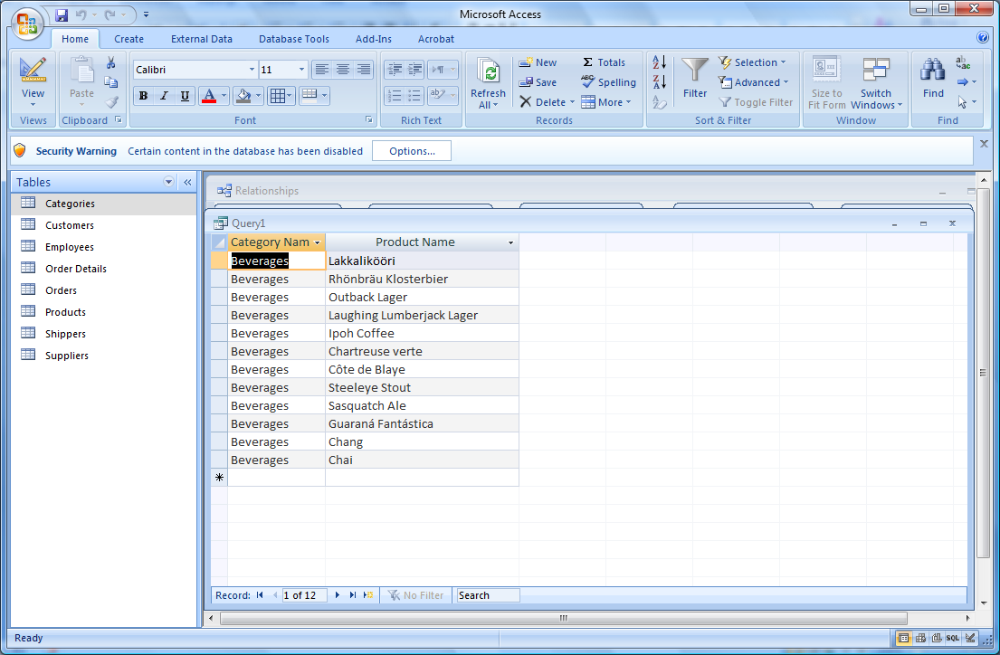 Microsoft Access
Home Create External Data Database Tools Add-Ins Acrobat
View
Views
Paste
Clipboard
Calibri 11
B I U A
Font
Rich Text
Refresh All
New
Save
Delete
Σ Totals
ABC Spelling
More
Records
A Z
Z A
Filter
Selection
Advanced
Toggle Filter
Sort & Filter
Size to Fit Form
Switch Windows
Window
Find
ab ac
Find
Security Warning Certain content in the database has been disabled Options...
Tables
Categories
Customers
Employees
Order Details
Orders
Products
Shippers
Suppliers
Relationships
Query1
Category Nam Product Name
Beverages Lakkalikööri
Beverages Rhönbräu Klosterbier
Beverages Outback Lager
Beverages Laughing Lumberjack Lager
Beverages Ipoh Coffee
Beverages Chartreuse verte
Beverages Côte de Blaye
Beverages Steeleye Stout
Beverages Sasquatch Ale
Beverages Guaraná Fantástica
Beverages Chang
Beverages Chai
Record: 1 of 12 No Filter Search
Ready SQL